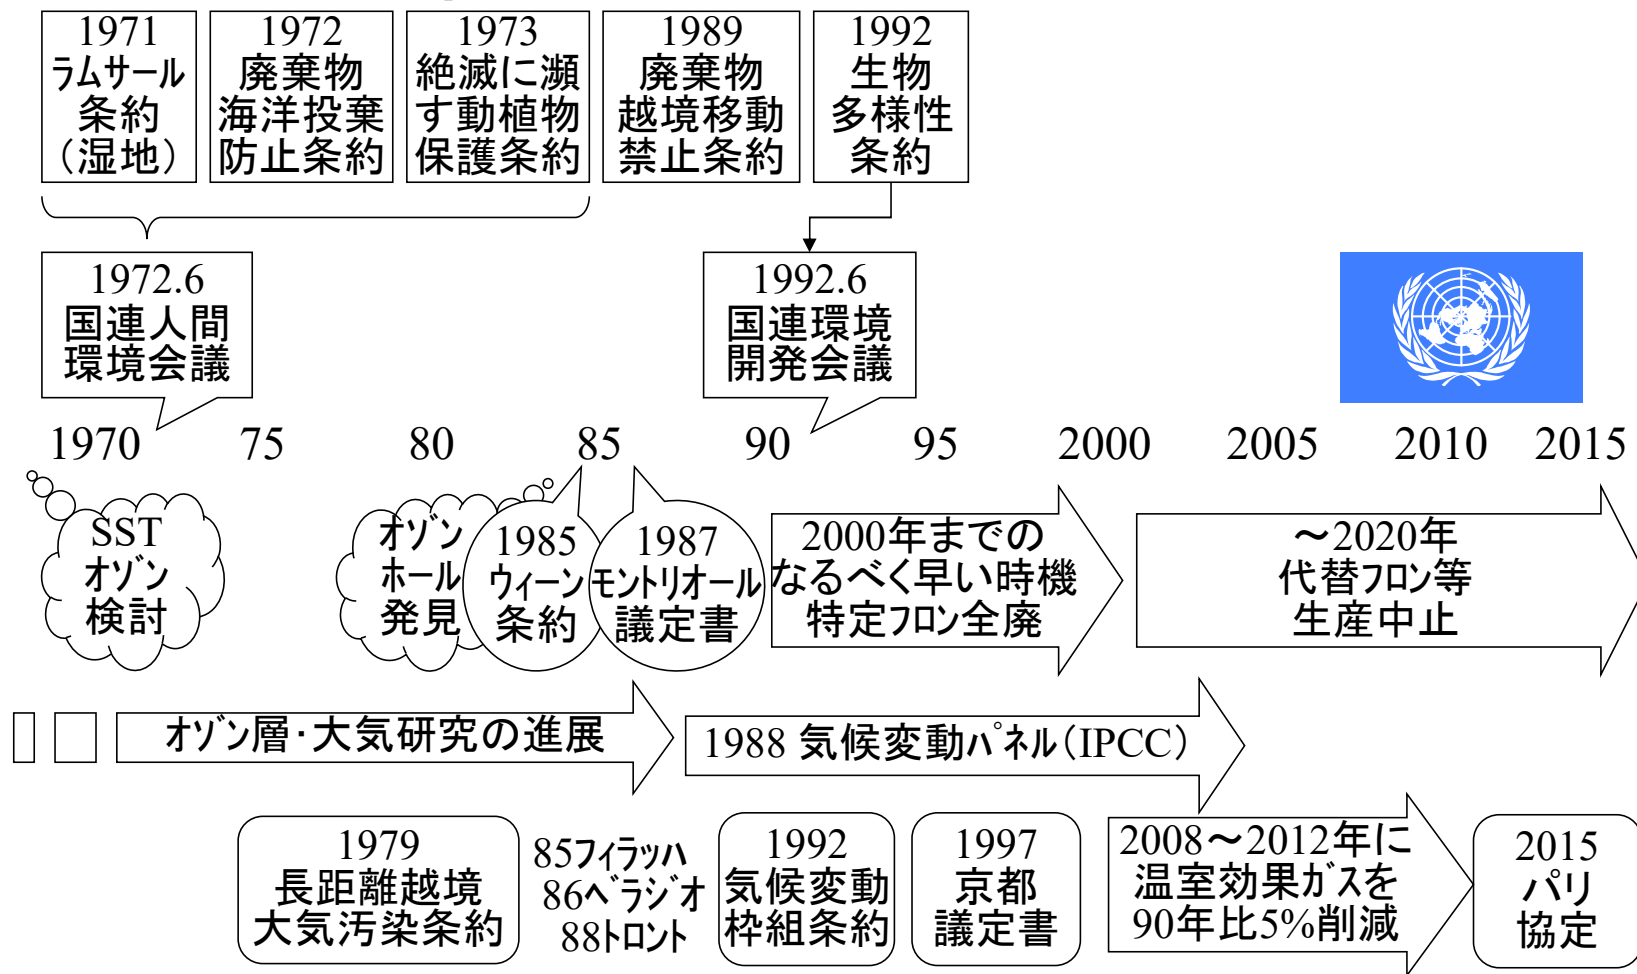 1971
ラムサール
条約
（湿地）
1972
廃棄物
海洋投棄
防止条約
1973
絶滅に瀕
す動植物
保護条約
1989
廃棄物
越境移動
禁止条約
1992
生物
多様性
条約
1972.6
国連人間
環境会議
1992.6
国連環境
開発会議
1970 75 80 85 90 95 2000 2005 2010 2015
SST
オゾン
検討
オゾン
ホール
発見
1985
ウィーン
条約
1987
モントリオール
議定書
2000年までの
なるべく早い時機
特定フロン全廃
～2020年
代替フロン等
生産中止
オゾン層・大気研究の進展
1988 気候変動パネル（IPCC）
1979
長距離越境
大気汚染条約
85フィラッハ
86ベラジオ
88トロント
1992
気候変動
枠組条約
1997
京都
議定書
2008～2012年に
温室効果ガスを
90年比5%削減
2015
パリ
協定